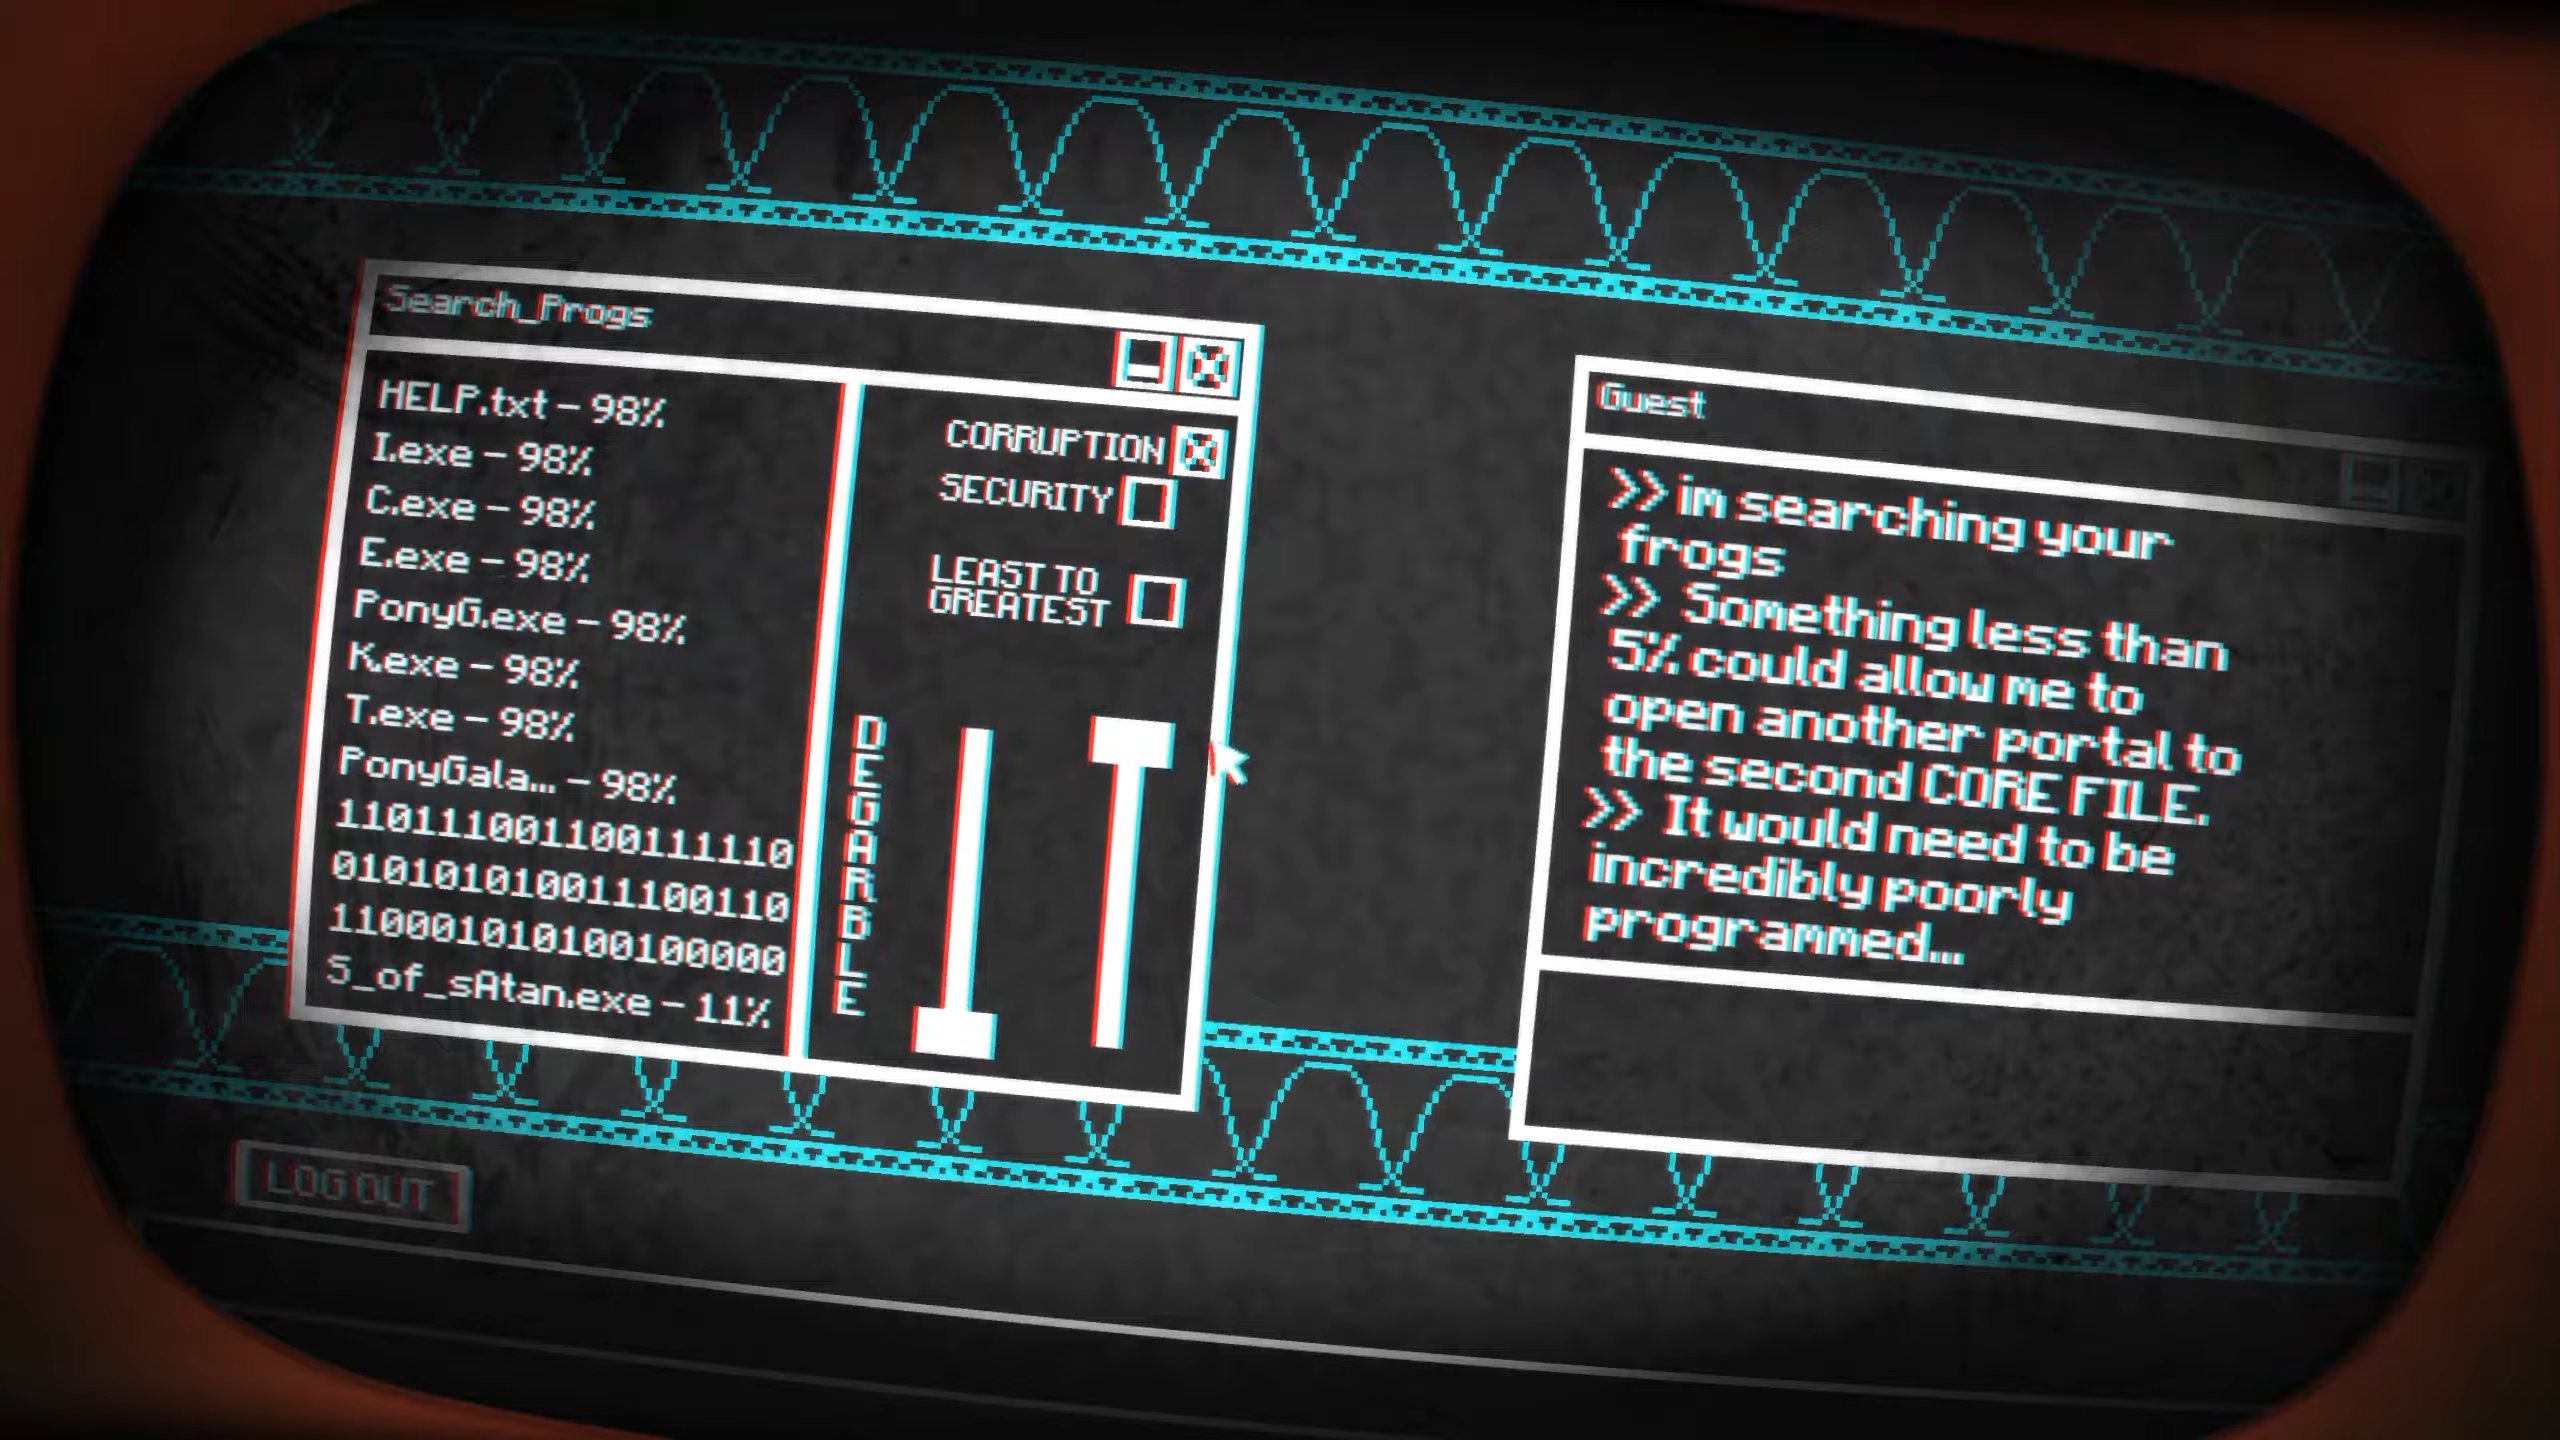 Search_Progs
HELP.txt - 98%
I.exe - 98%
C.exe - 98%
E.exe - 98%
PonyG.exe - 98%
K.exe - 98%
T.exe - 98%
PonyGala... - 98%
1101110011001111110
0101010100111001100
1100010101001000000
S_of_sAtan.exe - 11%
CORRUPTION
SECURITY
LEAST TO
GREATEST
DEGARBLE
Guest
>> im searching your
frogs
>> Something less than
5% could allow me to
open another portal to
the second CORE FILE.
>> It would need to be
incredibly poorly
programmed...
LOG OUT